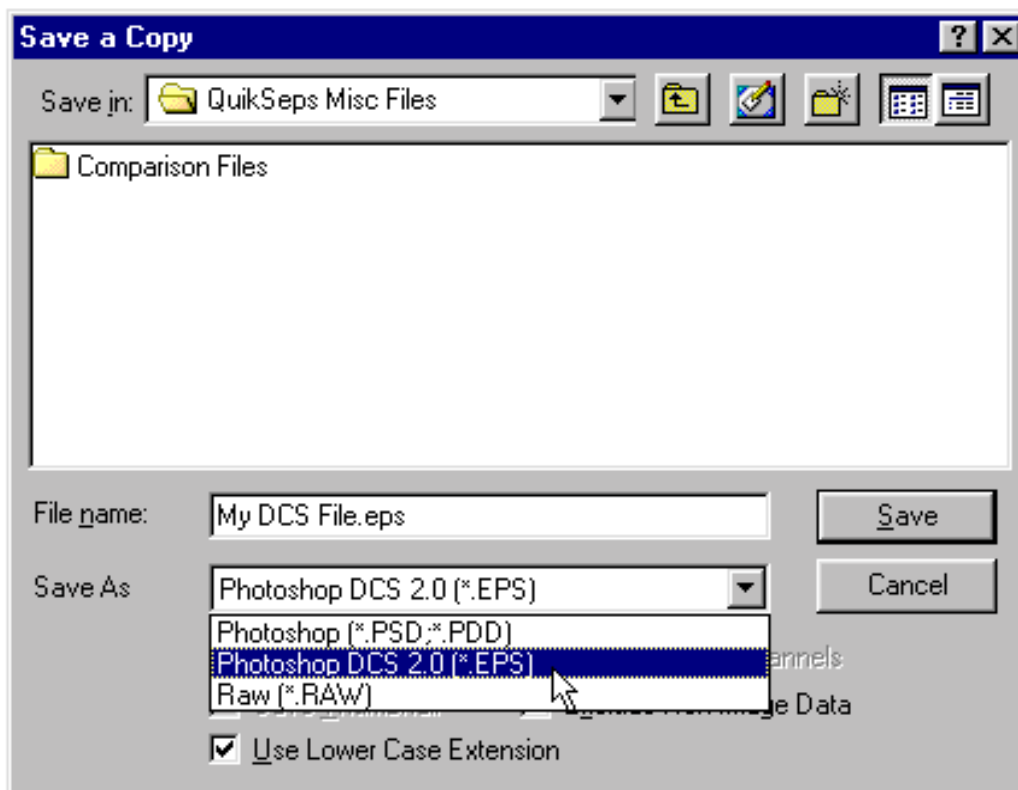 Save a Copy
Save in: QuikSeps Misc Files
Comparison Files
File name: My DCS File.eps Save
Save As Photoshop DCS 2.0 (*.EPS) Cancel
Photoshop (*.PSD;*.PDD)
Photoshop DCS 2.0 (*.EPS)
Raw (*.RAW)
Image Data
Use Lower Case Extension